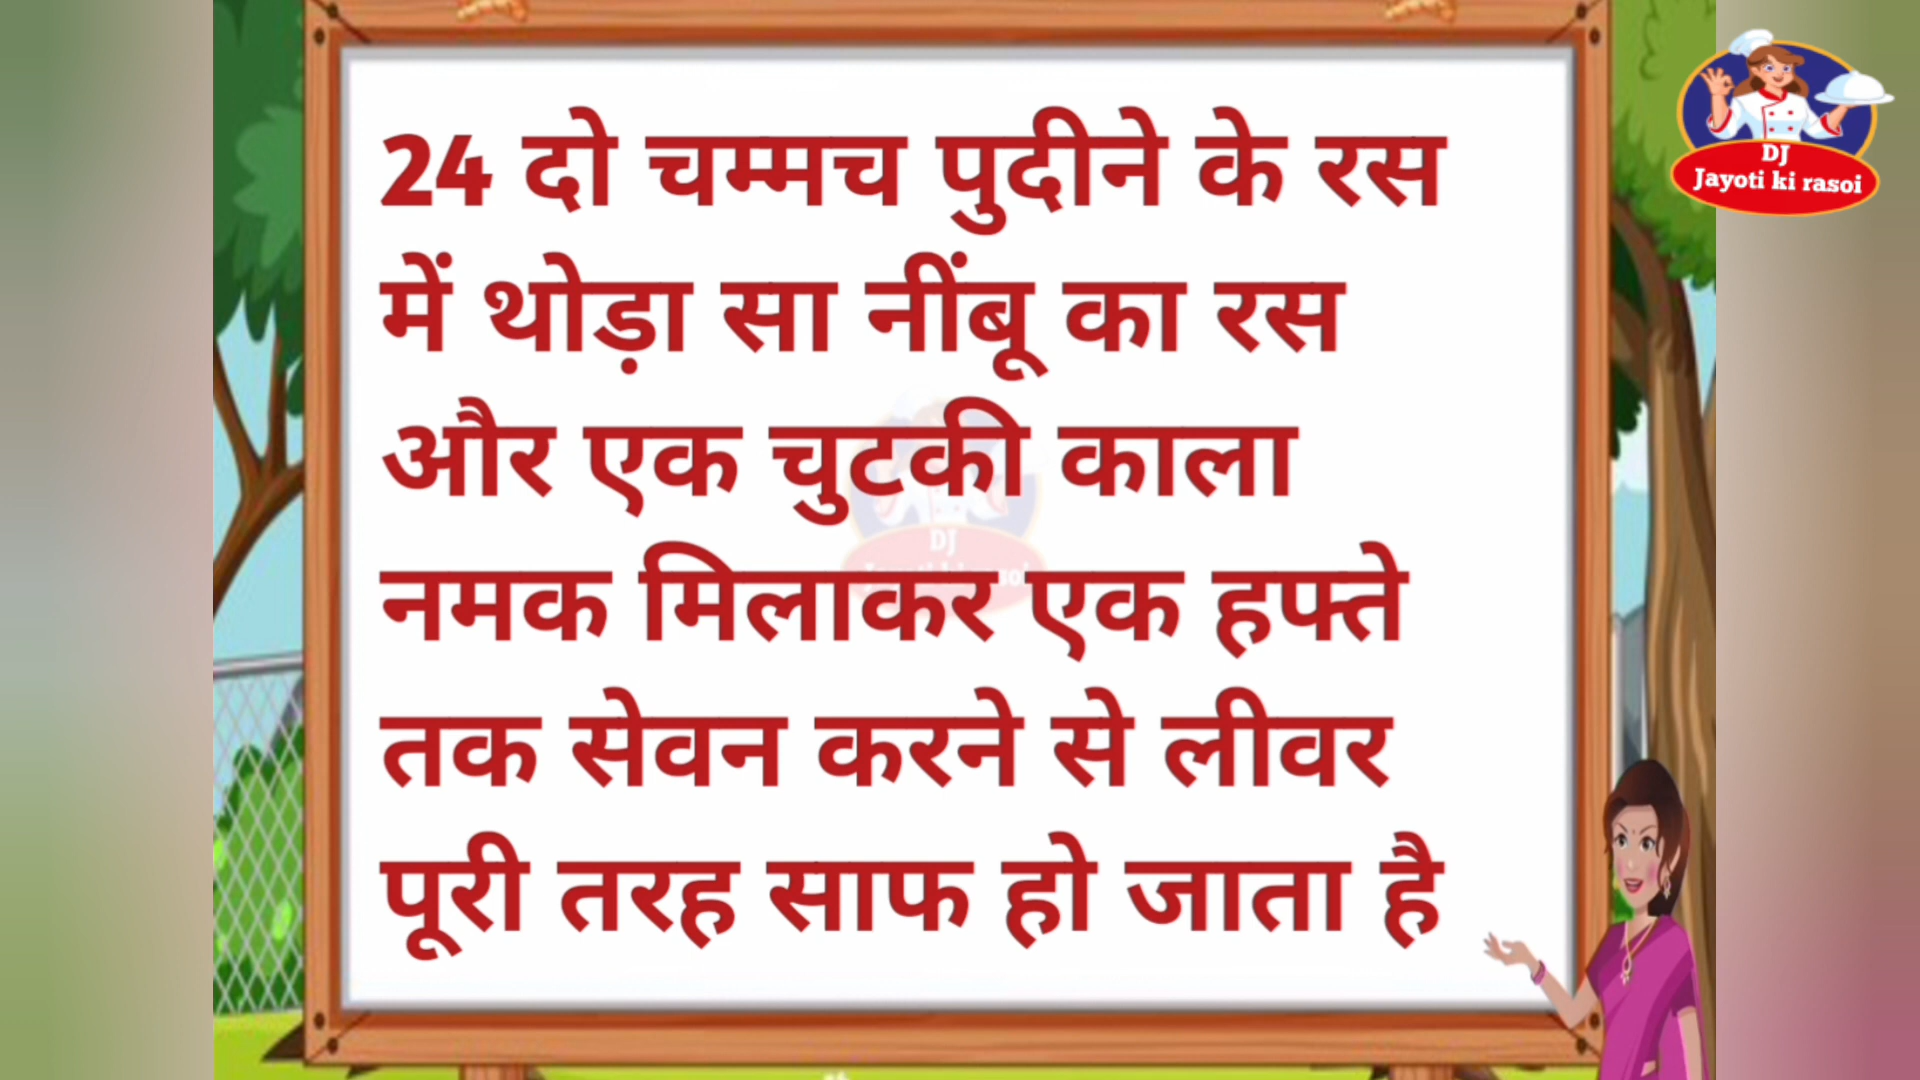 24 दो चम्मच पुदीने के रस
में थोड़ा सा नींबू का रस
और एक चुटकी काला
नमक मिलाकर एक हफ्ते
तक सेवन करने से लीवर
पूरी तरह साफ हो जाता है
DJ
Jayoti ki rasoi
DJ